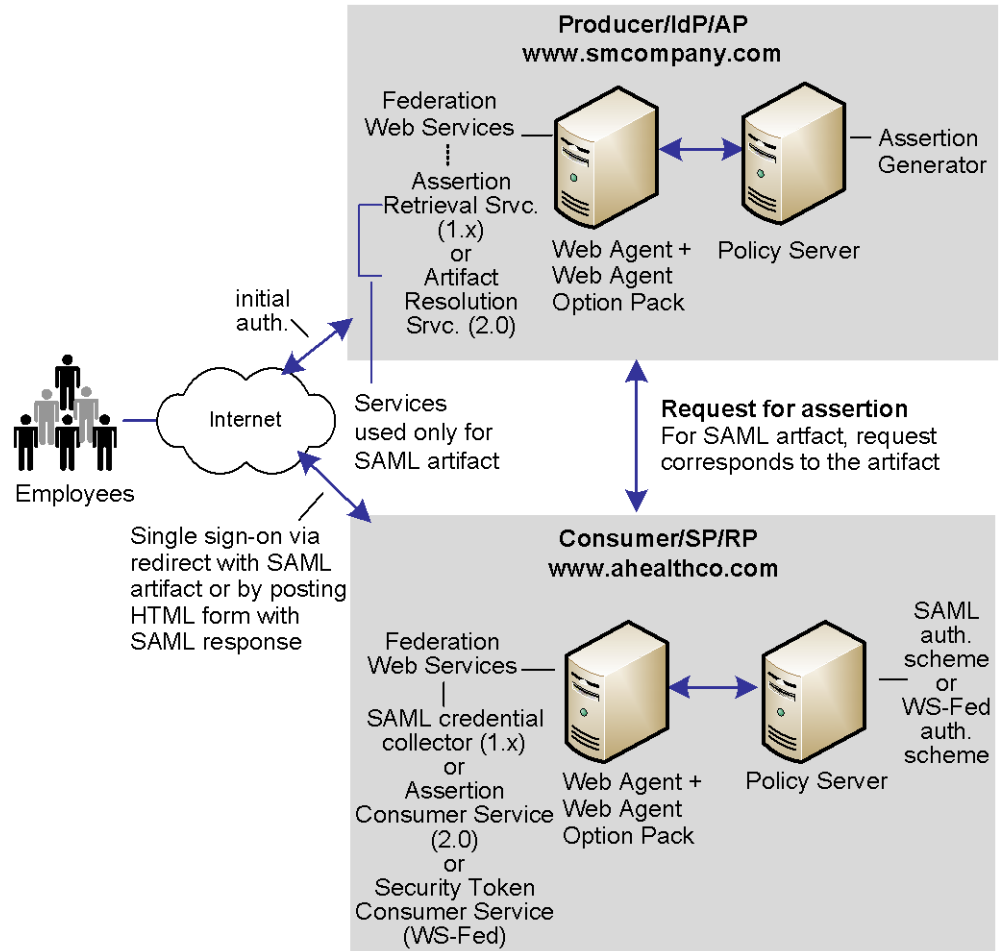 Producer/IdP/AP
www.smcompany.com
Federation
Web Services
Assertion
Retrieval Srvc.
(1.x)
or
Artifact
Resolution
Srvc. (2.0)
Web Agent +
Web Agent
Option Pack
Policy Server
Assertion
Generator
initial
auth.
Internet
Employees
Services
used only for
SAML artifact
Request for assertion
For SAML artfact, request
corresponds to the artifact
Single sign-on via
redirect with SAML
artifact or by posting
HTML form with
SAML response
Consumer/SP/RP
www.ahealthco.com
Federation
Web Services
SAML credential
collector (1.x)
or
Assertion
Consumer Service
(2.0)
or
Security Token
Consumer Service
(WS-Fed)
Web Agent +
Web Agent
Option Pack
Policy Server
SAML
auth.
scheme
or
WS-Fed
auth.
scheme